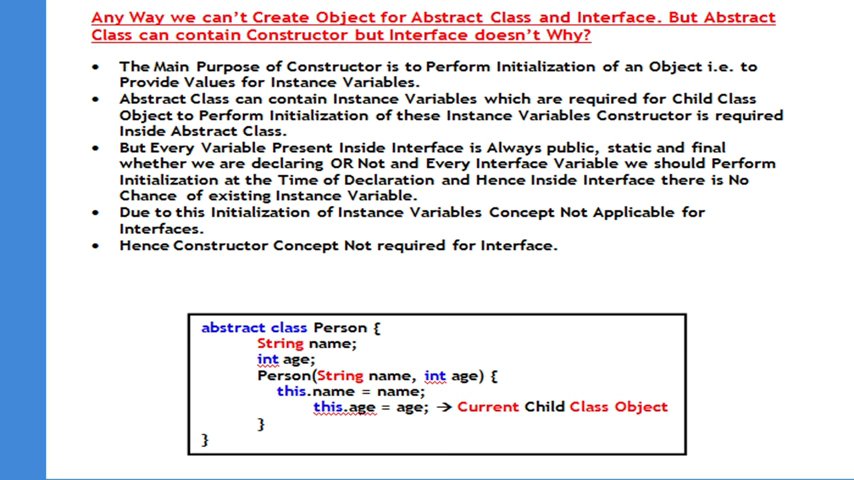 Any Way we can't Create Object for Abstract Class and Interface. But Abstract
Class can contain Constructor but Interface doesn't Why?
• The Main Purpose of Constructor is to Perform Initialization of an Object i.e. to
Provide Values for Instance Variables.
• Abstract Class can contain Instance Variables which are required for Child Class
Object to Perform Initialization of these Instance Variables Constructor is required
Inside Abstract Class.
• But Every Variable Present Inside Interface is Always public, static and final
whether we are declaring OR Not and Every Interface Variable we should Perform
Initialization at the Time of Declaration and Hence Inside Interface there is No
Chance of existing Instance Variable.
• Due to this Initialization of Instance Variables Concept Not Applicable for
Interfaces.
• Hence Constructor Concept Not required for Interface.
abstract class Person {
String name;
int age;
Person(String name, int age) {
this.name = name;
this.age = age; → Current Child Class Object
}
}